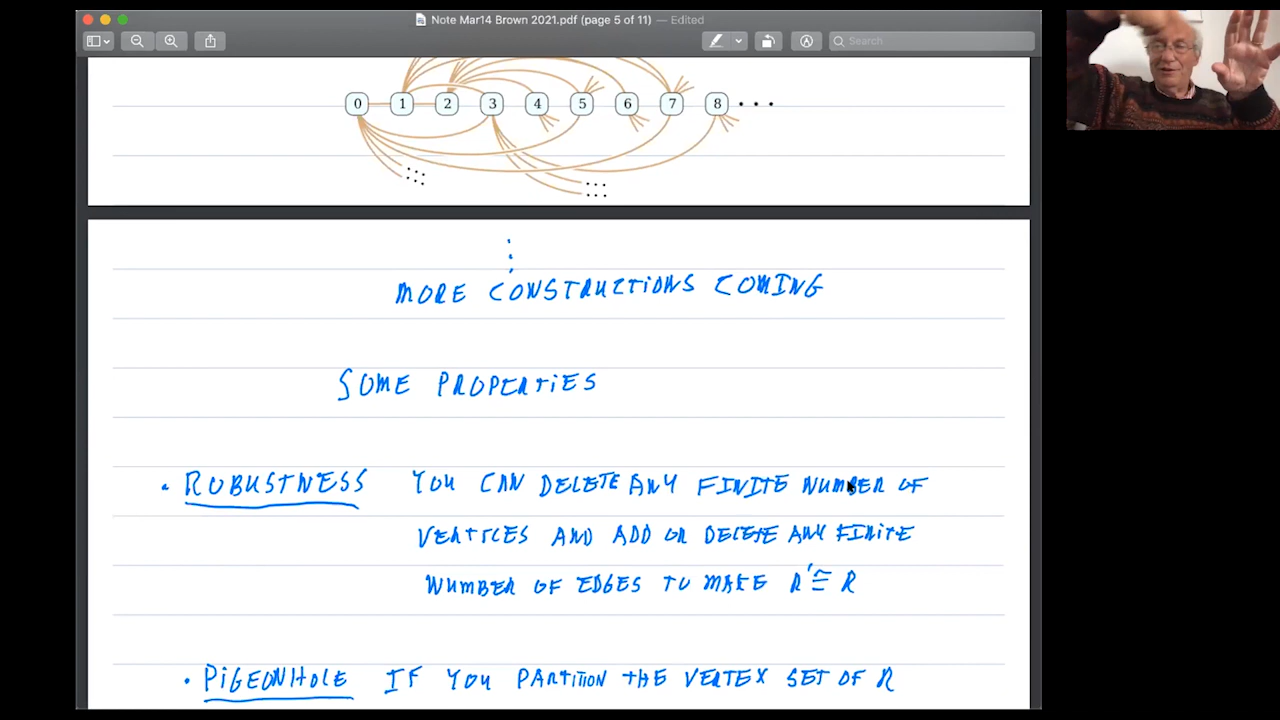 Note Mar14 Brown 2021.pdf (page 5 of 11) — Edited
Search
0 1 2 3 4 5 6 7 8 • • •
MORE CONSTRUCTIONS COMING
SOME PROPERTIES
• ROBUSTNESS YOU CAN DELETE ANY FINITE NUMBER OF
VERTICES AND ADD OR DELETE ANY FINITE
NUMBER OF EDGES TO MAKE R' ≅ R
• PIGEONHOLE IF YOU PARTITION THE VERTEX SET OF R